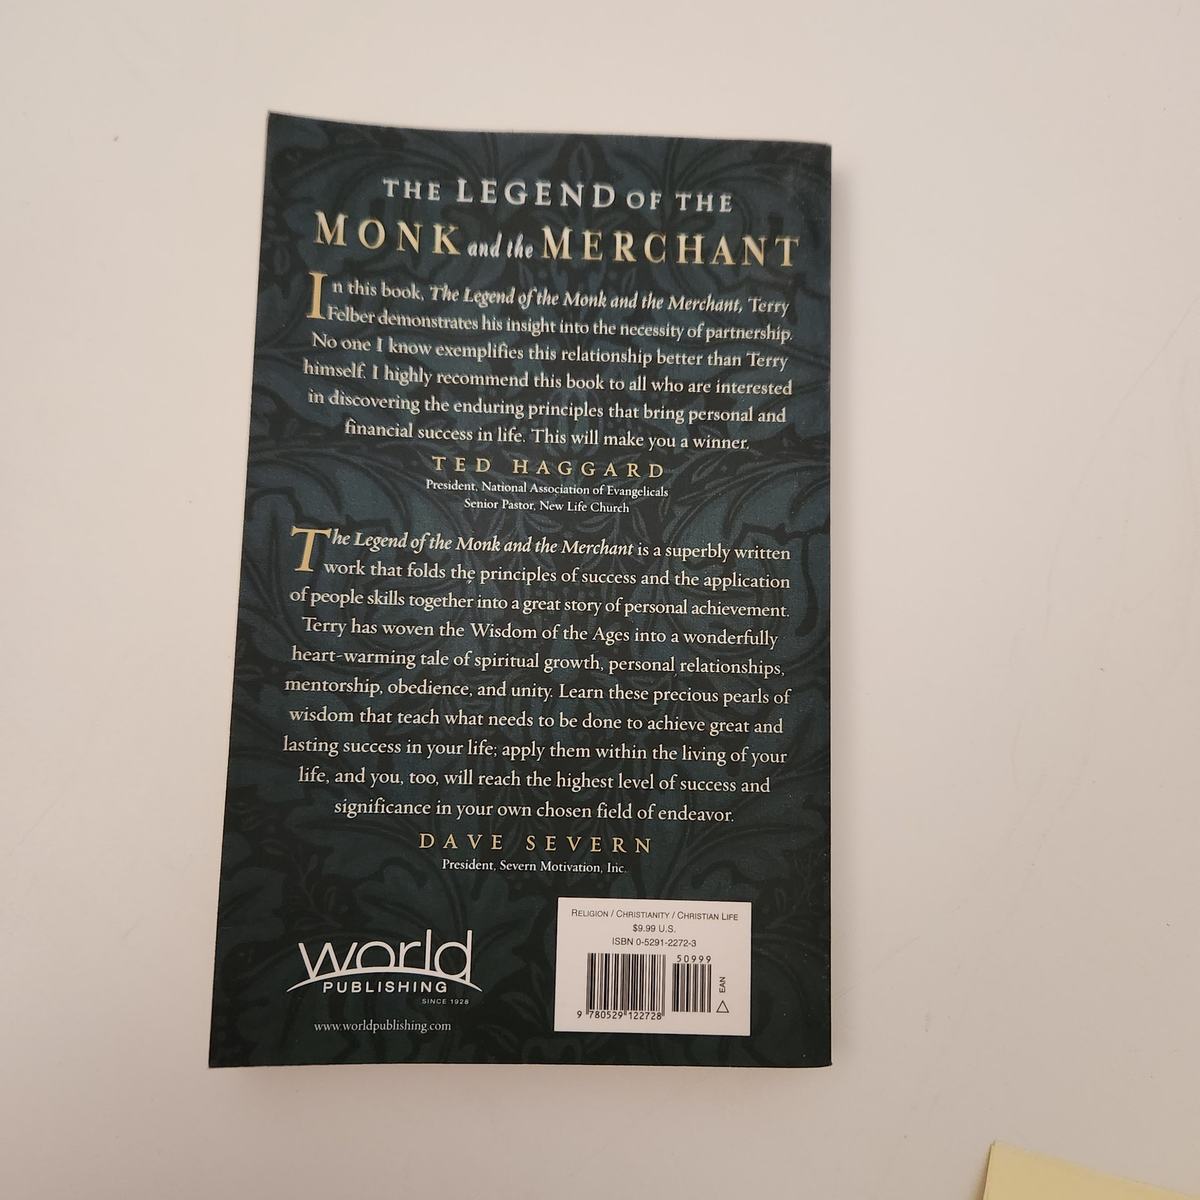 THE LEGEND OF THE
MONK and the MERCHANT
In this book, The Legend of the Monk and the Merchant, Terry
Felber demonstrates his insight into the necessity of partnership.
No one I know exemplifies this relationship better than Terry
himself. I highly recommend this book to all who are interested
in discovering the enduring principles that bring personal and
financial success in life. This will make you a winner.
TED HAGGARD
President, National Association of Evangelicals
Senior Pastor, New Life Church
The Legend of the Monk and the Merchant is a superbly written
work that folds the principles of success and the application
of people skills together into a great story of personal achievement.
Terry has woven the Wisdom of the Ages into a wonderfully
heart-warming tale of spiritual growth, personal relationships,
mentorship, obedience, and unity. Learn these precious pearls of
wisdom that teach what needs to be done to achieve great and
lasting success in your life; apply them within the living of your
life, and you, too, will reach the highest level of success and
significance in your own chosen field of endeavor.
DAVE SEVERN
President, Severn Motivation, Inc.
world
PUBLISHING
SINCE 1928
www.worldpublishing.com
RELIGION / CHRISTIANITY / CHRISTIAN LIFE
$9.99 U.S.
ISBN 0-5291-2272-3
50999
EAN
9 780529 122728